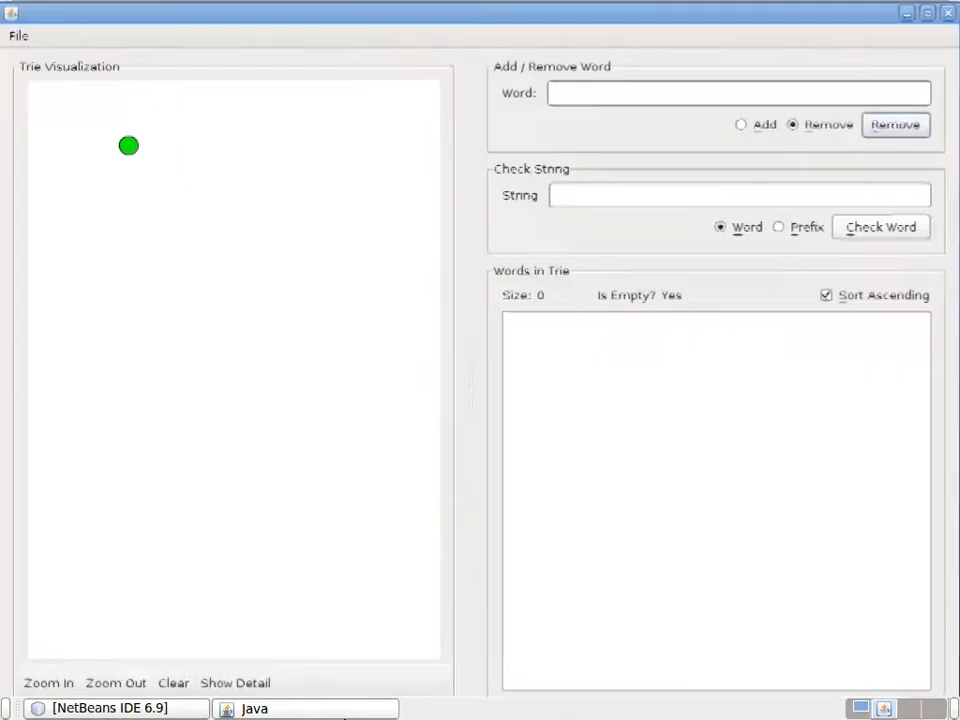 File
Trie Visualization
Add / Remove Word
Word:
Add
Remove
Remove
Check String
String
Word
Prefix
Check Word
Words in Trie
Size: 0
Is Empty? Yes
Sort Ascending
Zoom In
Zoom Out
Clear
Show Detail
[NetBeans IDE 6.9]
Java